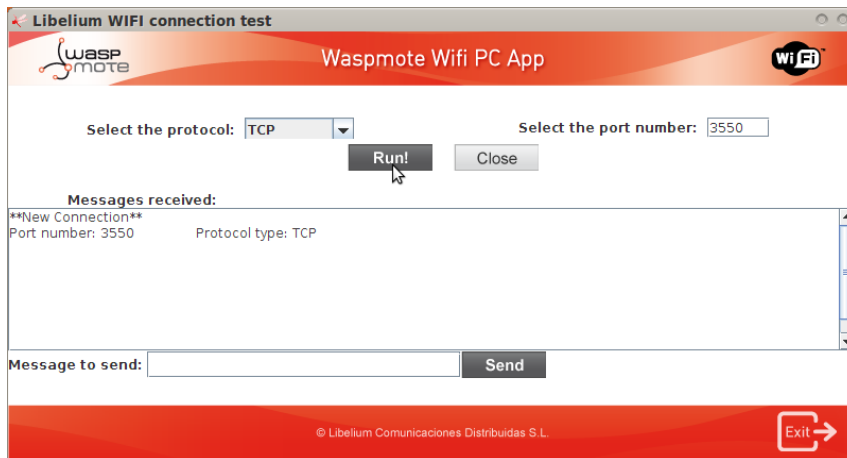 Libelium WIFI connection test
wasp
mote
Waspmote Wifi PC App
Wi Fi
Select the protocol: TCP
Select the port number: 3550
Run!
Close
Messages received:
**New Connection**
Port number: 3550 Protocol type: TCP
Message to send:
Send
© Libelium Comunicaciones Distribuidas S.L.
Exit